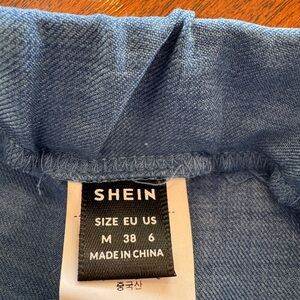 SHEIN
SIZE EU US
M 38 6
MADE IN CHINA
중국산